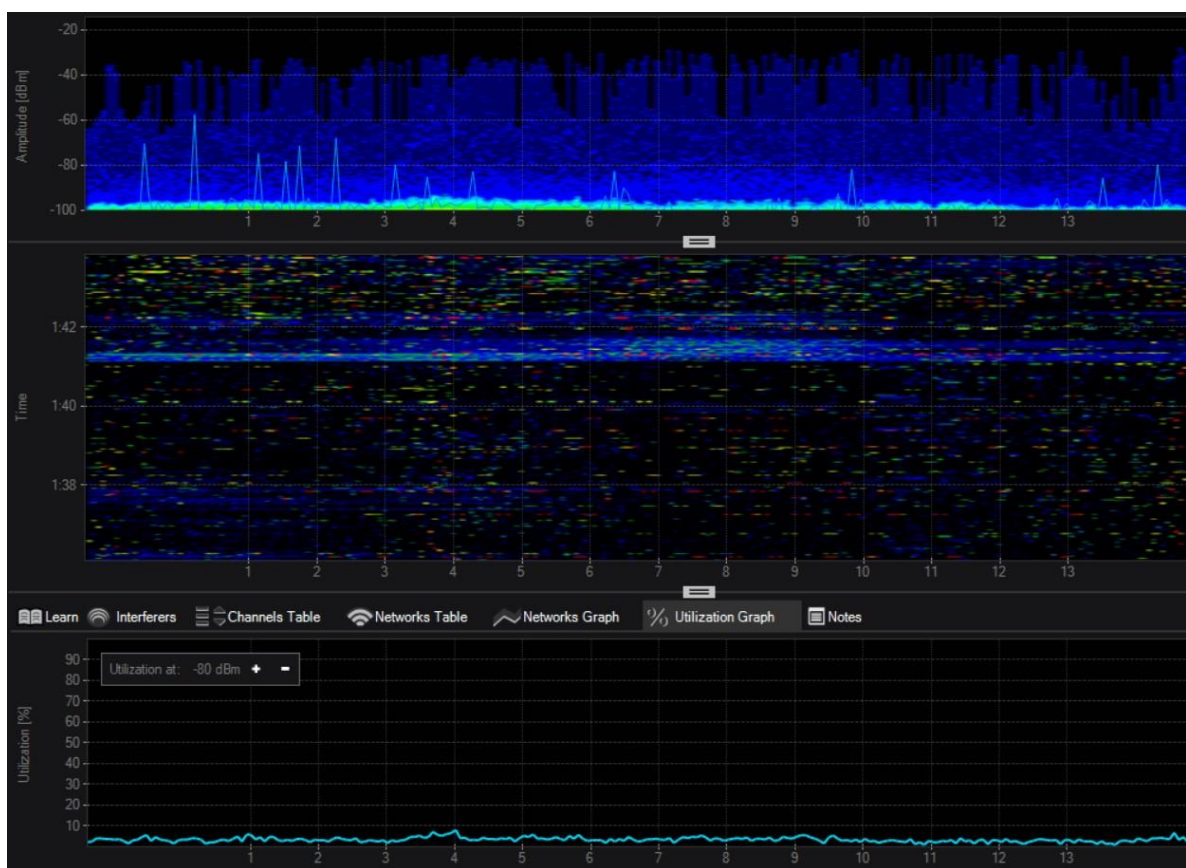 Amplitude [dBm]
-20
-40
-60
-80
-100
1 2 3 4 5 6 7 8 9 10 11 12 13
Time
1:42
1:40
1:38
1 2 3 4 5 6 7 8 9 10 11 12 13
Learn Interferers Channels Table Networks Table Networks Graph Utilization Graph Notes
Utilization [%]
Utilization at: -80 dBm + -
90
80
70
60
50
40
30
20
10
1 2 3 4 5 6 7 8 9 10 11 12 13